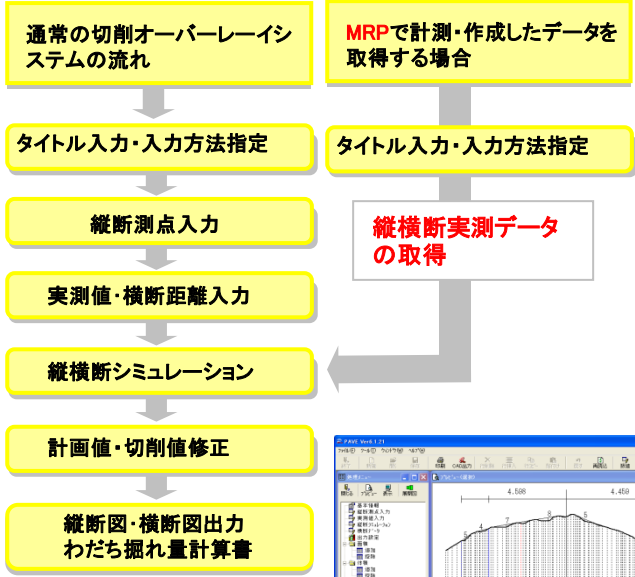 通常の切削オーバーレーイシ
ステムの流れ
タイトル入力・入力方法指定
縦断測点入力
実測値・横断距離入力
縦横断シミュレーション
計画値・切削値修正
縦断図・横断図出力
わだち掘れ量計算書
MRPで計測・作成したデータを
取得する場合
タイトル入力・入力方法指定
縦横断実測データ
の取得
4.598
4.459